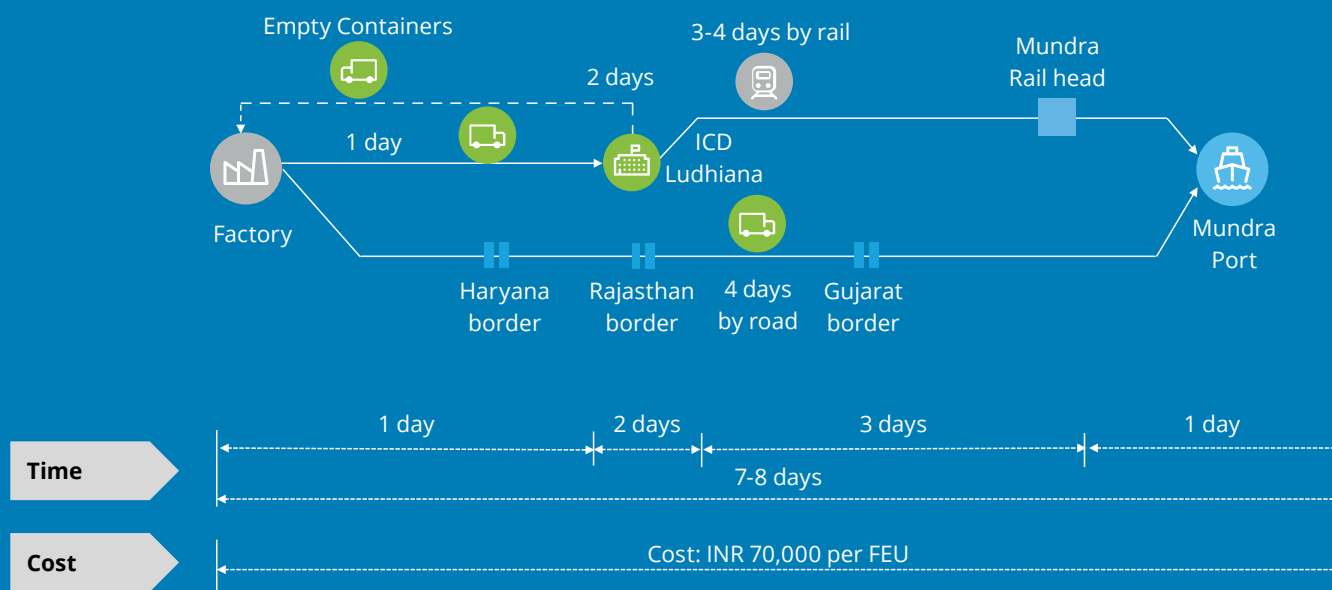 Empty Containers
3-4 days by rail
Mundra
Rail head
2 days
1 day
ICD
Ludhiana
Factory
Mundra
Port
Haryana
border
Rajasthan
border
4 days
by road
Gujarat
border
1 day
2 days
3 days
1 day
Time
7-8 days
Cost
Cost: INR 70,000 per FEU